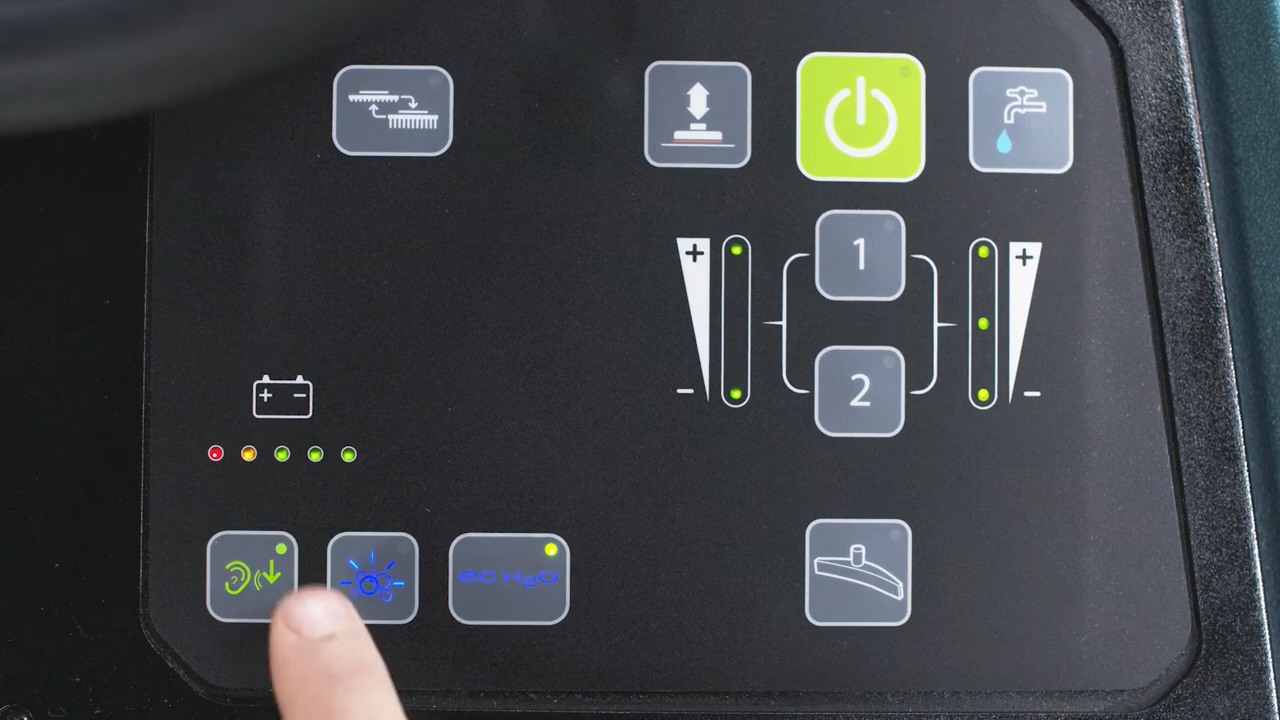 + 1 +
2
- -
+ -
ec H₂O